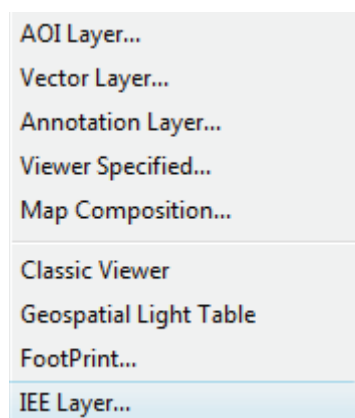 AOI Layer...
Vector Layer...
Annotation Layer...
Viewer Specified...
Map Composition...
Classic Viewer
Geospatial Light Table
FootPrint...
IEE Layer...